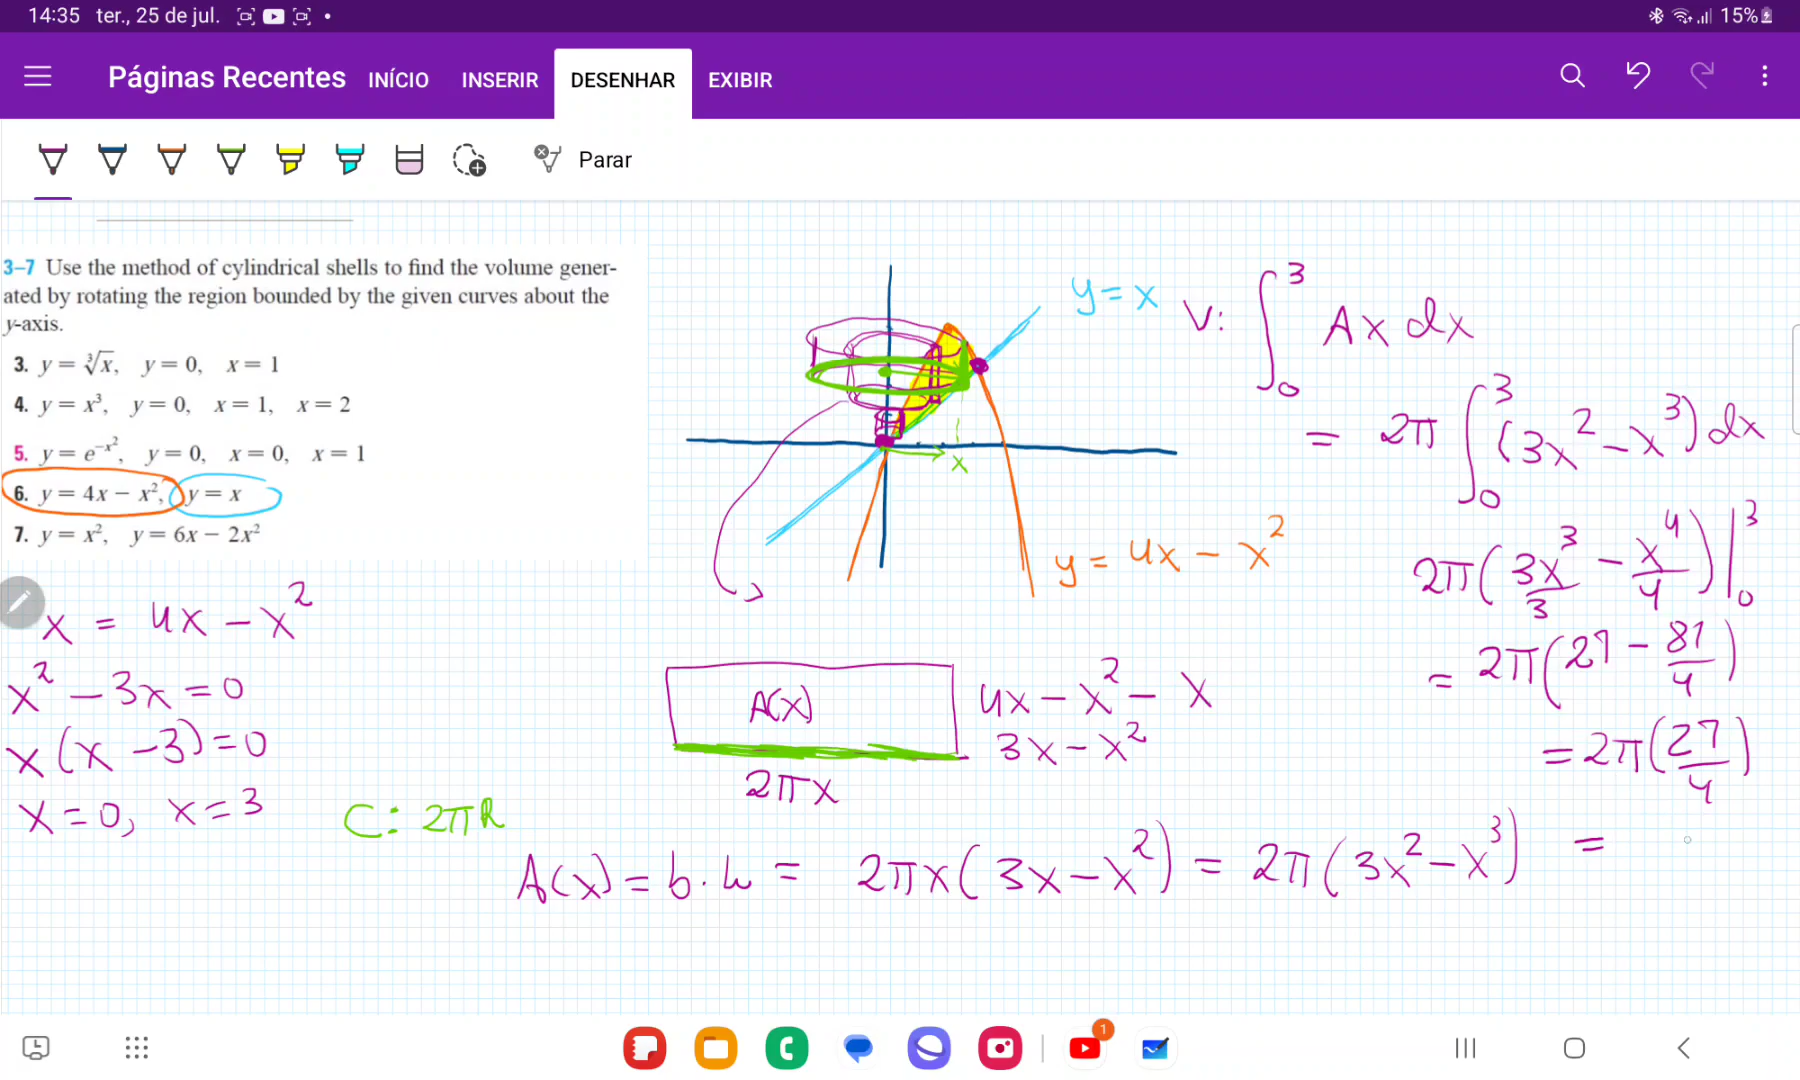 14:35 ter., 25 de jul.
15%
Páginas Recentes INÍCIO INSERIR DESENHAR EXIBIR
Parar
3–7 Use the method of cylindrical shells to find the volume gener-
ated by rotating the region bounded by the given curves about the
y-axis.
3. y = ∛x, y = 0, x = 1
4. y = x³, y = 0, x = 1, x = 2
5. y = e^(−x²), y = 0, x = 0, x = 1
6. y = 4x − x², y = x
7. y = x², y = 6x − 2x²
x = 4x − x²
x² − 3x = 0
x(x − 3) = 0
x = 0, x = 3
C: 2πR
y = x
x
y = 4x − x²
A(x)
4x − x² − x
3x − x²
2πx
A(x) = b · h = 2πx(3x − x²) = 2π(3x² − x³) =
V: ∫₀³ Ax dx
= 2π ∫₀³ (3x² − x³) dx
2π(3x³/3 − x⁴/4)|₀³
= 2π(27 − 81/4)
= 2π(27/4)
1